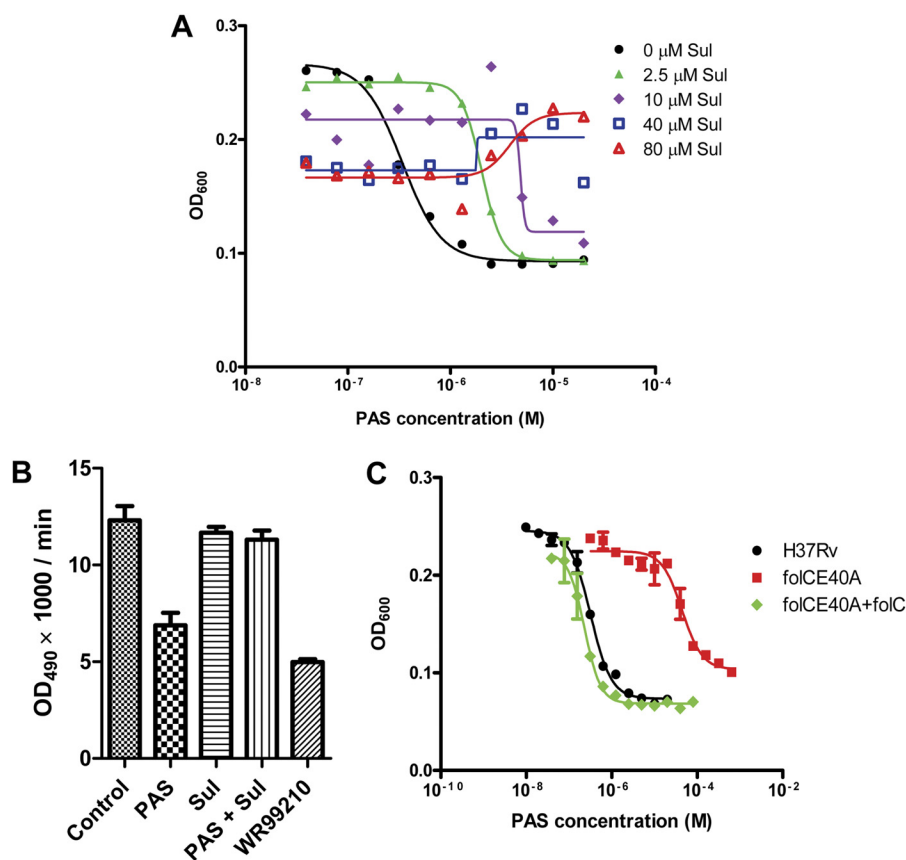 A
0.3
0.2
0.1
0.0
OD600
10-8
10-7
10-6
10-5
10-4
PAS concentration (M)
0 μM Sul
2.5 μM Sul
10 μM Sul
40 μM Sul
80 μM Sul
B
15
10
5
0
OD490 × 1000 / min
Control
PAS
Sul
PAS + Sul
WR99210
C
0.3
0.2
0.1
0.0
OD600
10-10
10-8
10-6
10-4
10-2
PAS concentration (M)
H37Rv
folCE40A
folCE40A+folC